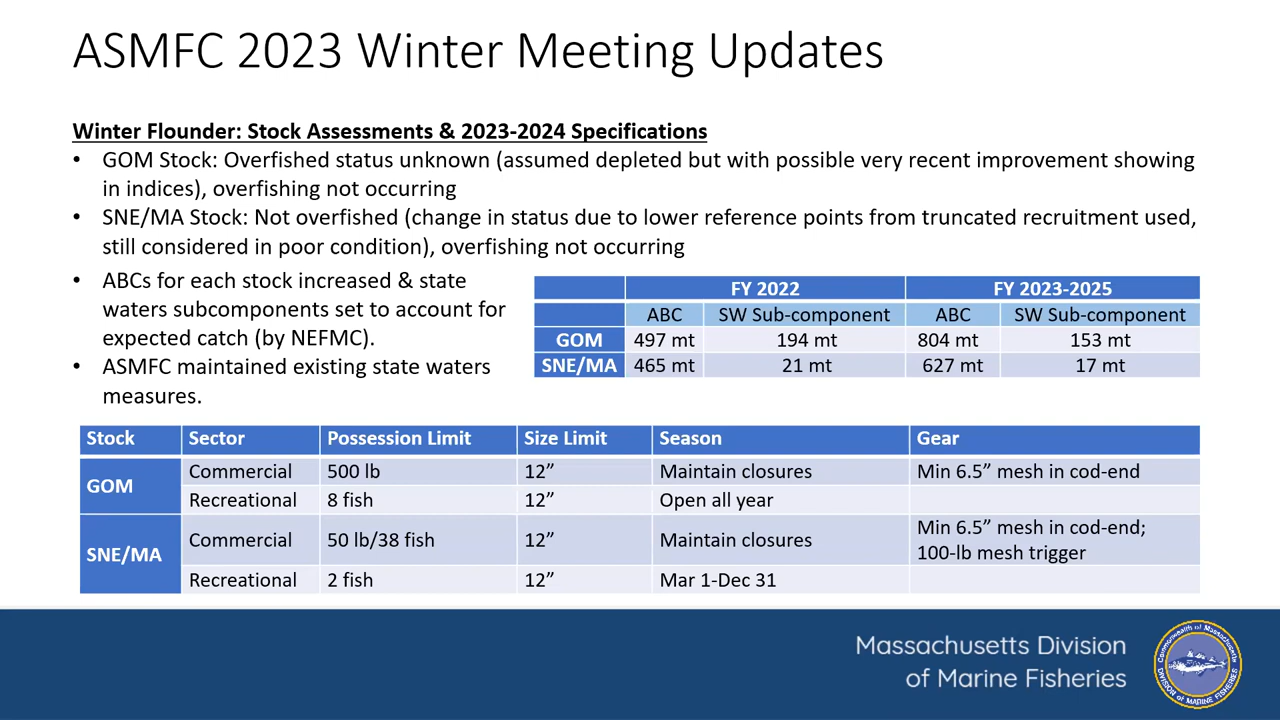 ASMFC 2023 Winter Meeting Updates
Winter Flounder: Stock Assessments & 2023-2024 Specifications
• GOM Stock: Overfished status unknown (assumed depleted but with possible very recent improvement showing
in indices), overfishing not occurring
• SNE/MA Stock: Not overfished (change in status due to lower reference points from truncated recruitment used,
still considered in poor condition), overfishing not occurring
• ABCs for each stock increased & state
waters subcomponents set to account for
expected catch (by NEFMC).
• ASMFC maintained existing state waters
measures.
FY 2022 FY 2023-2025
ABC SW Sub-component ABC SW Sub-component
GOM 497 mt 194 mt 804 mt 153 mt
SNE/MA 465 mt 21 mt 627 mt 17 mt
Stock Sector Possession Limit Size Limit Season Gear
GOM Commercial 500 lb 12” Maintain closures Min 6.5” mesh in cod-end
Recreational 8 fish 12” Open all year
SNE/MA Commercial 50 lb/38 fish 12” Maintain closures Min 6.5” mesh in cod-end;
100-lb mesh trigger
Recreational 2 fish 12” Mar 1-Dec 31
Massachusetts Division
of Marine Fisheries
Commonwealth of Massachusetts
DIVISION of MARINE FISHERIES